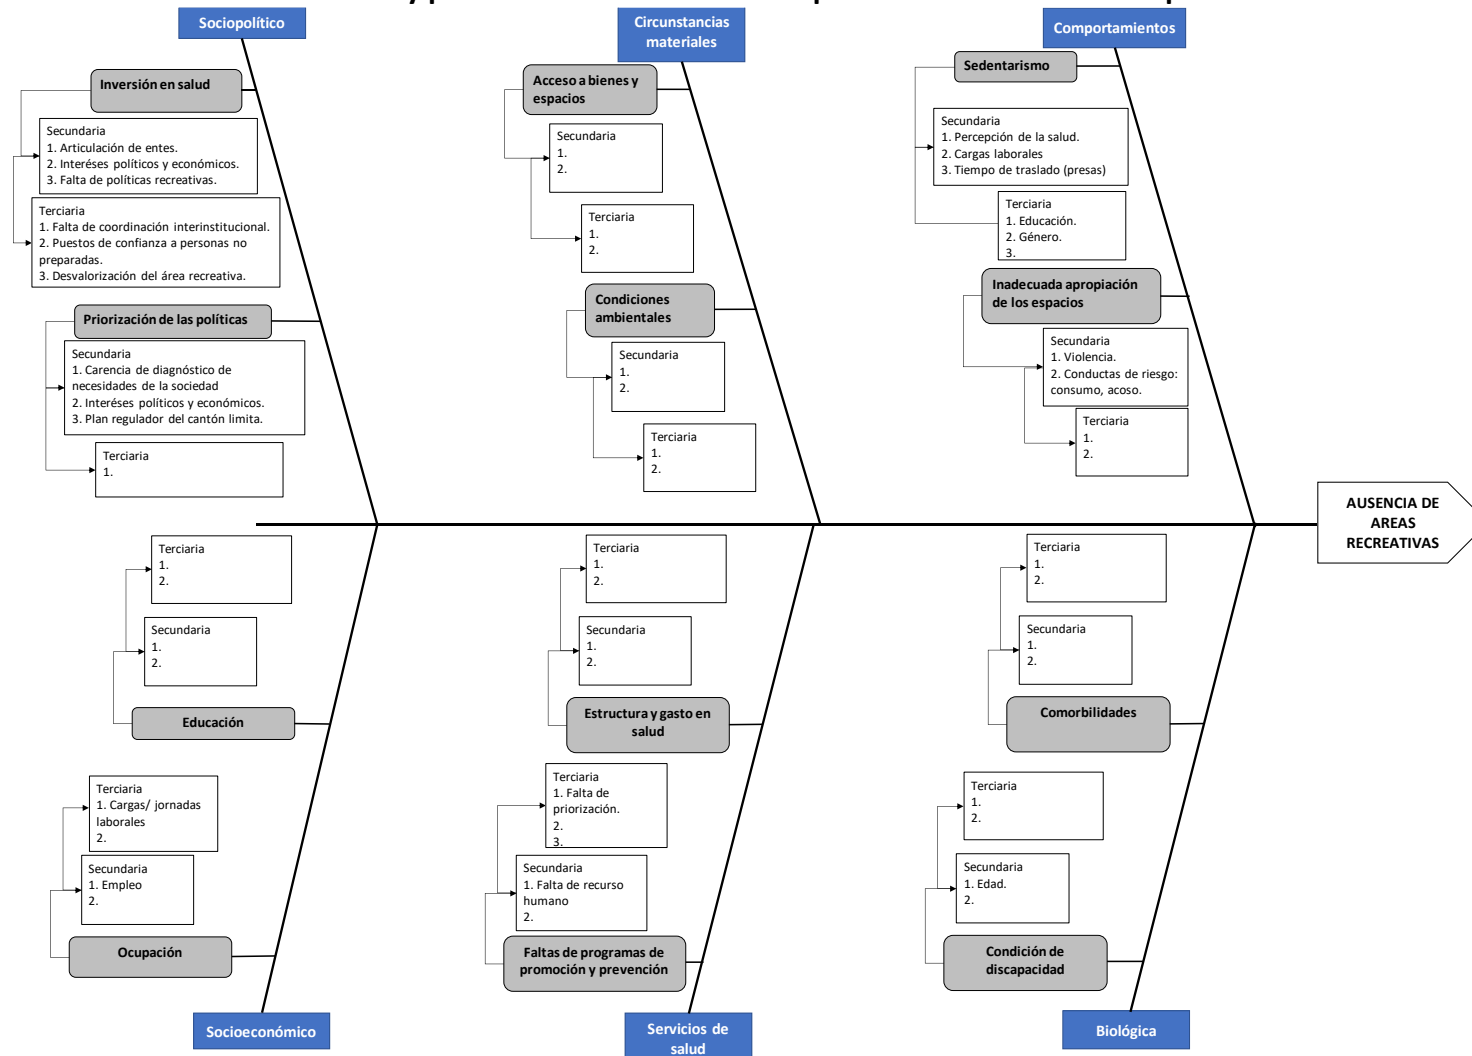 Sociopolítico
Circunstancias
materiales
Comportamientos
Inversión en salud
Secundaria
1. Articulación de entes.
2. Interéses políticos y económicos.
3. Falta de políticas recreativas.
Terciaria
1. Falta de coordinación interinstitucional.
2. Puestos de confianza a personas no
preparadas.
3. Desvalorización del área recreativa.
Priorización de las políticas
Secundaria
1. Carencia de diagnóstico de
necesidades de la sociedad
2. Interéses políticos y económicos.
3. Plan regulador del cantón limita.
Terciaria
1.
Acceso a bienes y
espacios
Secundaria
1.
2.
Terciaria
1.
2.
Condiciones
ambientales
Secundaria
1.
2.
Terciaria
1.
2.
Sedentarismo
Secundaria
1. Percepción de la salud.
2. Cargas laborales
3. Tiempo de traslado (presas)
Terciaria
1. Educación.
2. Género.
3.
Inadecuada apropiación
de los espacios
Secundaria
1. Violencia.
2. Conductas de riesgo:
consumo, acoso.
Terciaria
1.
2.
AUSENCIA DE
AREAS
RECREATIVAS
Terciaria
1.
2.
Secundaria
1.
2.
Educación
Terciaria
1. Cargas/ jornadas
laborales
2.
Secundaria
1. Empleo
2.
Ocupación
Socioeconómico
Terciaria
1.
2.
Secundaria
1.
2.
Estructura y gasto en
salud
Terciaria
1. Falta de
priorización.
2.
3.
Secundaria
1. Falta de recurso
humano
2.
Faltas de programas de
promoción y prevención
Servicios de
salud
Terciaria
1.
2.
Secundaria
1.
2.
Comorbilidades
Terciaria
1.
2.
Secundaria
1. Edad.
2.
Condición de
discapacidad
Biológica